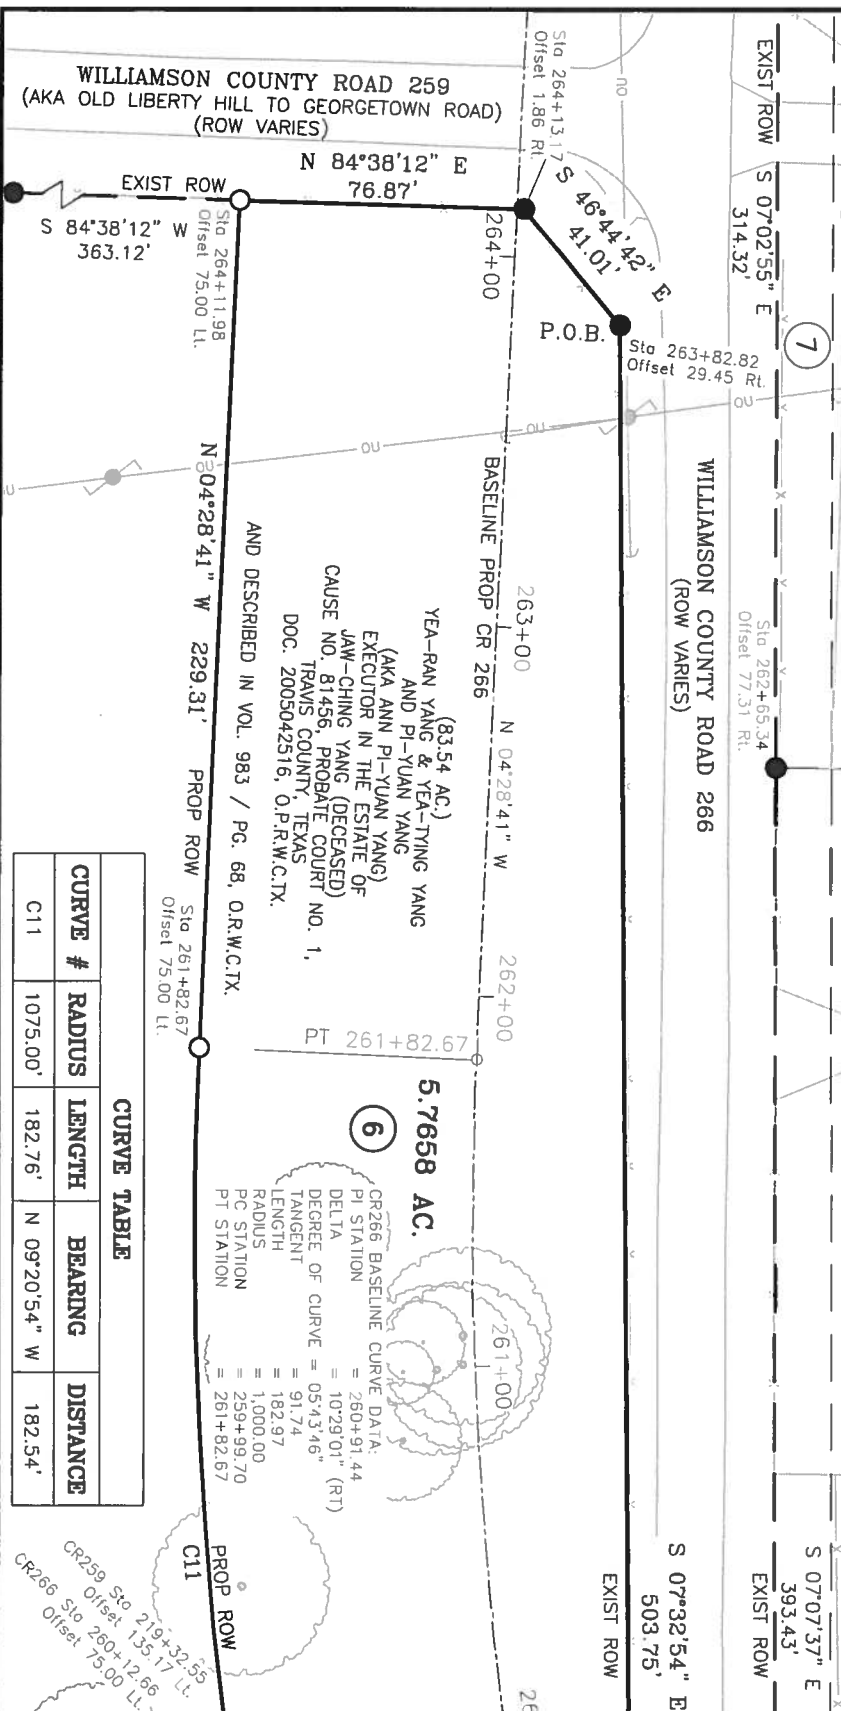 WILLIAMSON COUNTY ROAD 259
(AKA OLD LIBERTY HILL TO GEORGETOWN ROAD)
(ROW VARIES)
N 84°38'12" E
76.87'
EXIST ROW
S 84°38'12" W
363.12'
Sta 264+11.98
Offset 75.00 Lt.
Sta 264+13.17
Offset 1.86 Rt.
S 46°44'42" E
41.01'
264+00
P.O.B.
Sta 263+82.82
Offset 29.45 Rt.
EXIST ROW
S 07°02'55" E
314.32'
7
OU
OU
OU
OU
OU
OU
WILLIAMSON COUNTY ROAD 266
(ROW VARIES)
Sta 262+65.34
Offset 77.31 Rt.
BASELINE PROP CR 266
263+00
N 04°28'41" W
262+00
N 04°28'41" W 229.31'
PROP ROW
(83.54 AC.)
YEA-RAN YANG & YEA-TYING YANG
AND PI-YUAN YANG
(AKA ANN PI-YUAN YANG)
EXECUTOR IN THE ESTATE OF
JAW-CHING YANG (DECEASED)
CAUSE NO. 81456, PROBATE COURT NO. 1,
TRAVIS COUNTY, TEXAS
DOC. 2005042516, O.P.R.W.C.TX.
AND DESCRIBED IN VOL. 983 / PG. 68, O.R.W.C.TX.
Sta 261+82.67
Offset 75.00 Lt.
PT 261+82.67
5.7658 AC.
6
CR266 BASELINE CURVE DATA:
PI STATION = 260+91.44
DELTA = 10°29'01" (RT)
DEGREE OF CURVE = 05°43'46"
TANGENT = 91.74
LENGTH = 182.97
RADIUS = 1,000.00
PC STATION = 259+99.70
PT STATION = 261+82.67
261+00
26
CURVE TABLE
CURVE # RADIUS LENGTH BEARING DISTANCE
C11 1075.00' 182.76' N 09°20'54" W 182.54'
PROP ROW
C11
CR259 Sta 219+32.55
Offset 135.17 Lt.
CR266 Sta 260+12.66
Offset 75.00 Lt.
S 07°32'54" E
503.75'
EXIST ROW
S 07°07'37" E
393.43'
EXIST ROW